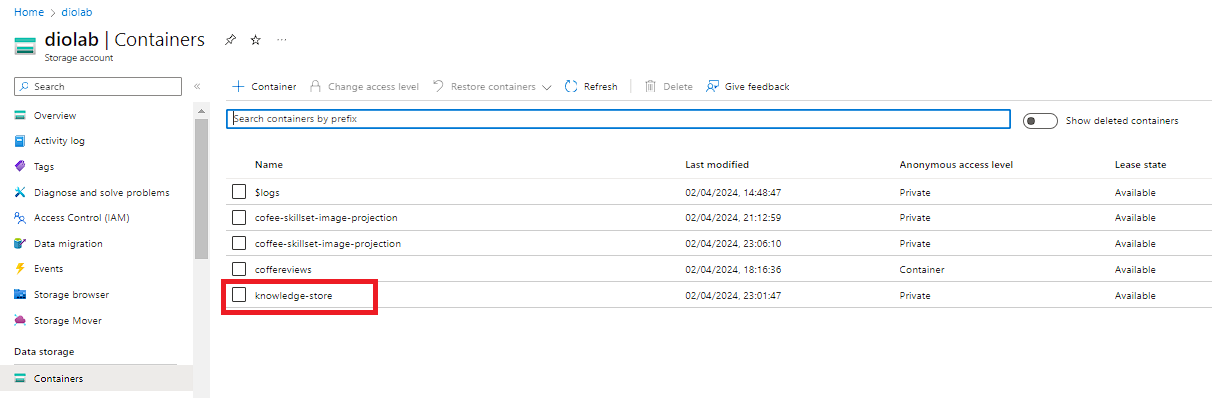 Home > diolab
diolab | Containers
Storage account
Search
Overview
Activity log
Tags
Diagnose and solve problems
Access Control (IAM)
Data migration
Events
Storage browser
Storage Mover
Data storage
Containers
Container Change access level Restore containers Refresh Delete Give feedback
Search containers by prefix Show deleted containers
Name Last modified Anonymous access level Lease state
$logs 02/04/2024, 14:48:47 Private Available
cofee-skillset-image-projection 02/04/2024, 21:12:59 Private Available
coffee-skillset-image-projection 02/04/2024, 23:06:10 Private Available
coffereviews 02/04/2024, 18:16:36 Container Available
knowledge-store 02/04/2024, 23:01:47 Private Available